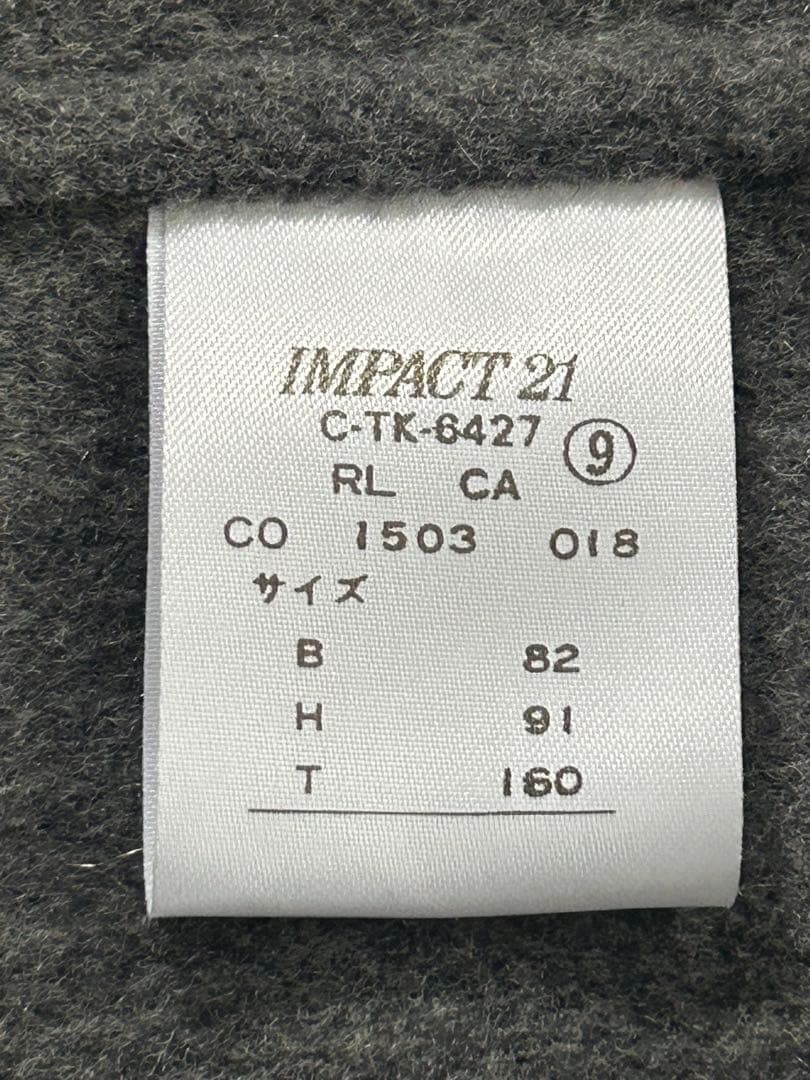 IMPACT 21
C-TK-6427 ⑨
RL CA
CO 1503 018
サイズ
B 82
H 91
T 160